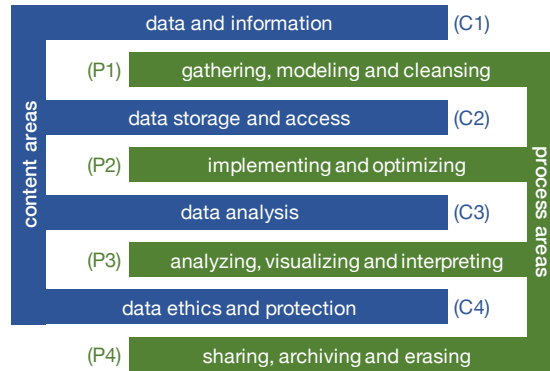 data and information (C1)
(P1) gathering, modeling and cleansing
data storage and access (C2)
(P2) implementing and optimizing
data analysis (C3)
(P3) analyzing, visualizing and interpreting
data ethics and protection (C4)
(P4) sharing, archiving and erasing
content areas
process areas